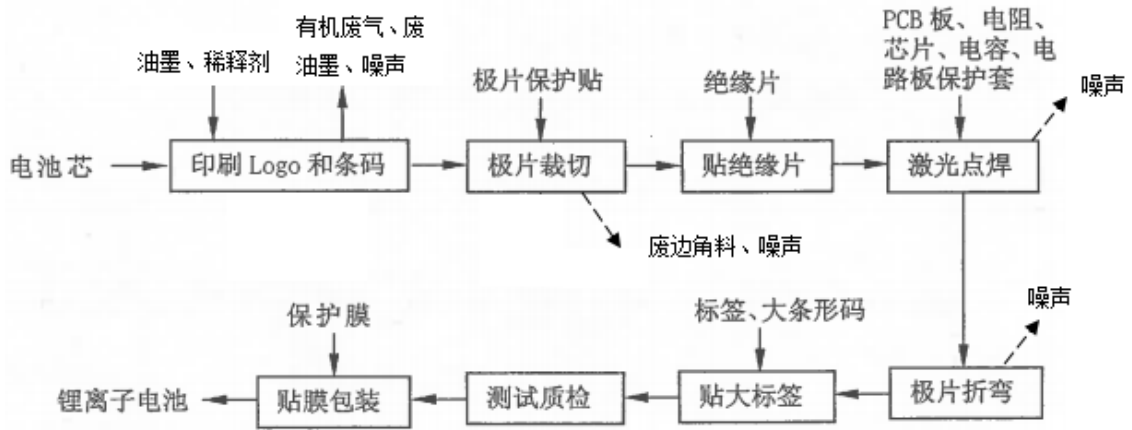 有机废气、废
油墨、噪声
油墨、稀释剂
PCB 板、电阻、
芯片、电容、电
路板保护套
噪声
极片保护贴
绝缘片
电池芯
印刷 Logo 和条码
极片裁切
贴绝缘片
激光点焊
废边角料、噪声
噪声
保护膜
标签、大条形码
锂离子电池
贴膜包装
测试质检
贴大标签
极片折弯